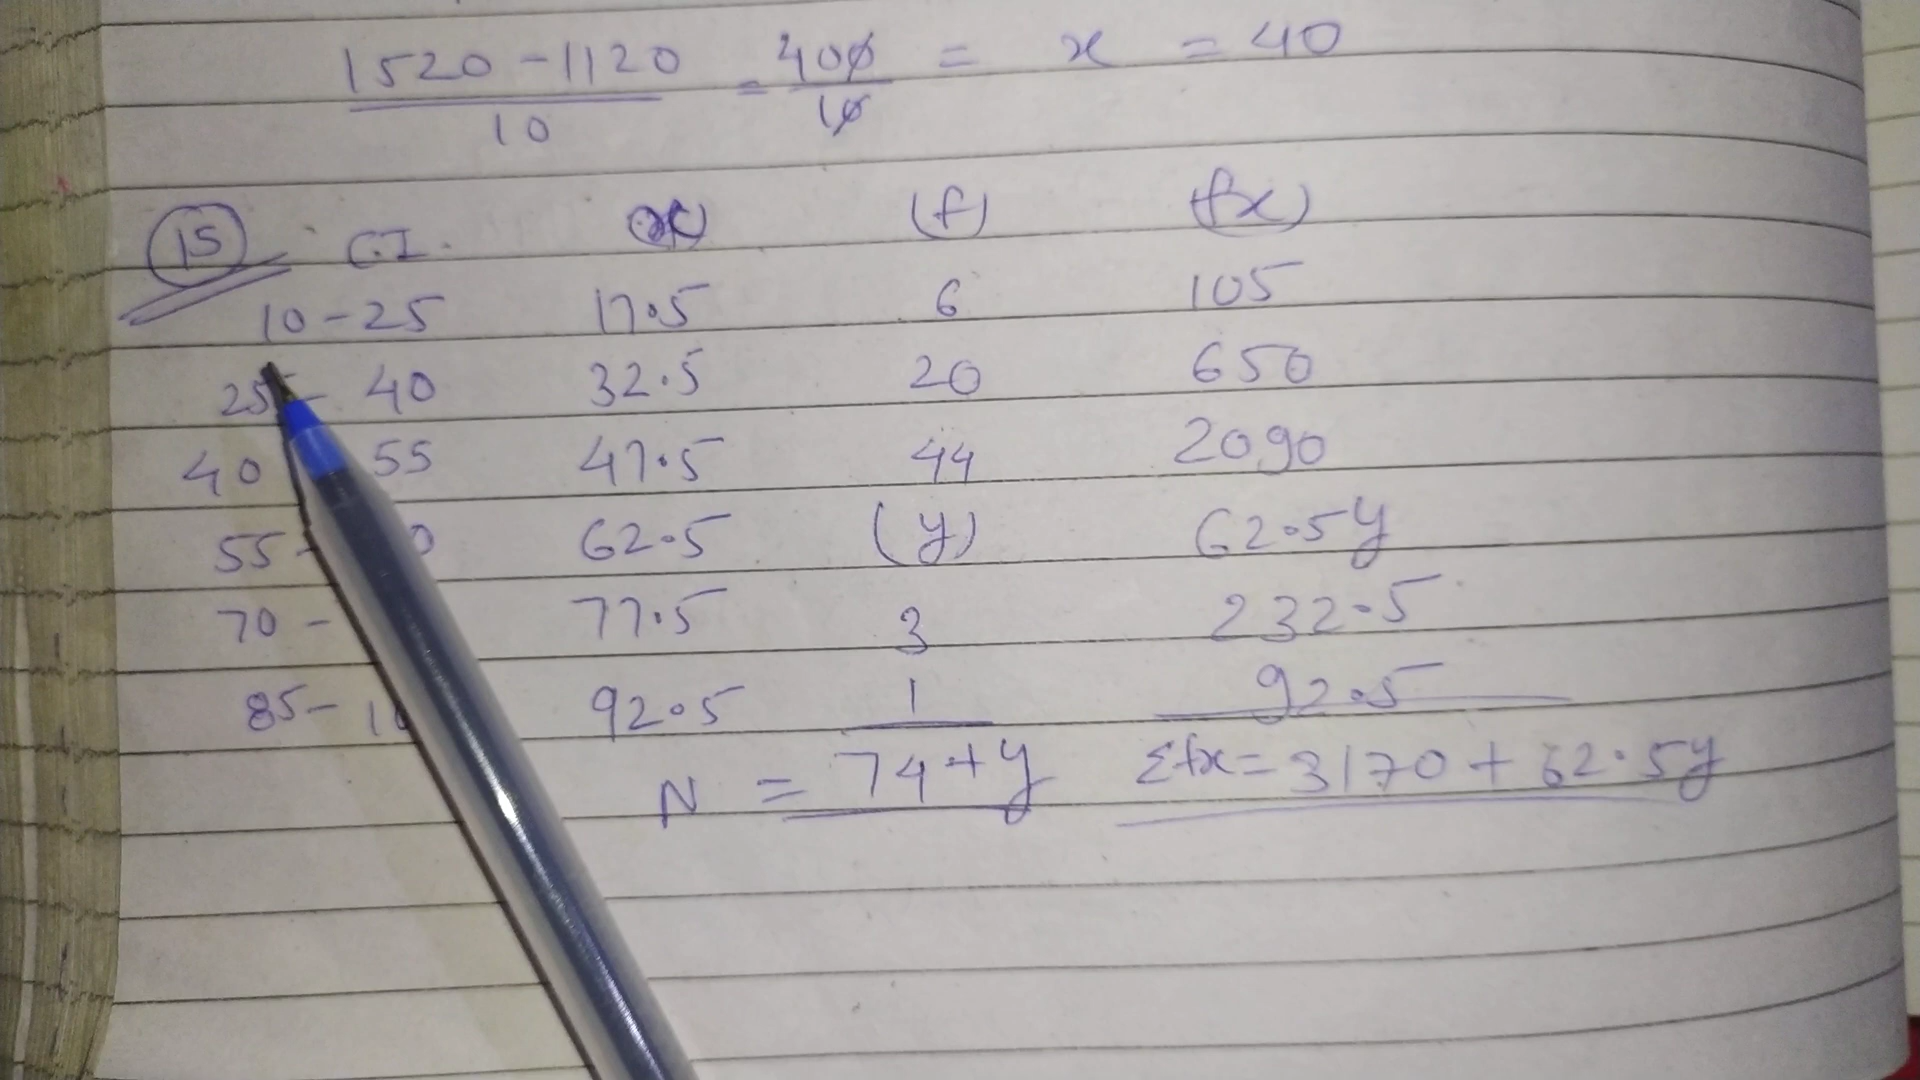 1520 - 1120 = 400 = x = 40
10 10
15 C.I. (x) (f) (fx)
10 - 25 17.5 6 105
25 - 40 32.5 20 650
40 55 47.5 44 2090
55 - 0 62.5 (y) 62.5y
70 - 77.5 3 232.5
85 - 92.5 1 92.5
N = 74 + y Σfx = 3170 + 62.5y